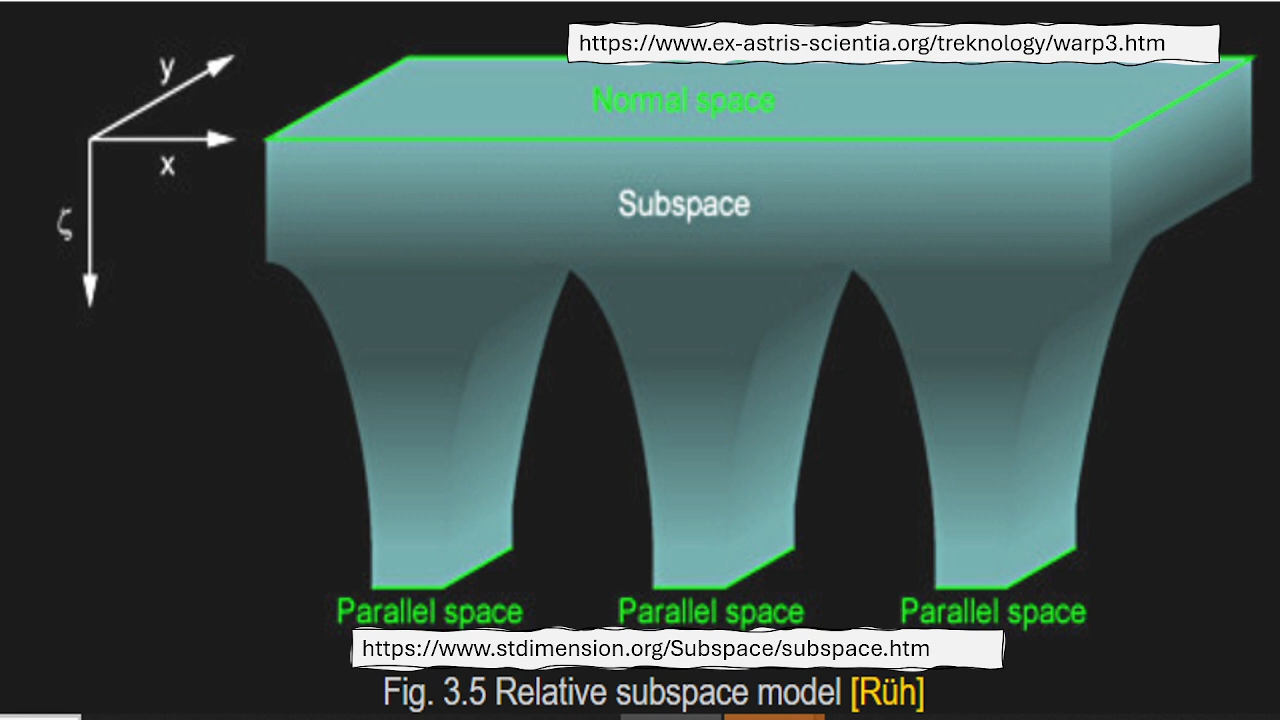 https://www.ex-astris-scientia.org/treknology/warp3.htm
y
Normal space
x
Subspace
ζ
Parallel space Parallel space Parallel space
https://www.stdimension.org/Subspace/subspace.htm
Fig. 3.5 Relative subspace model [Rüh]